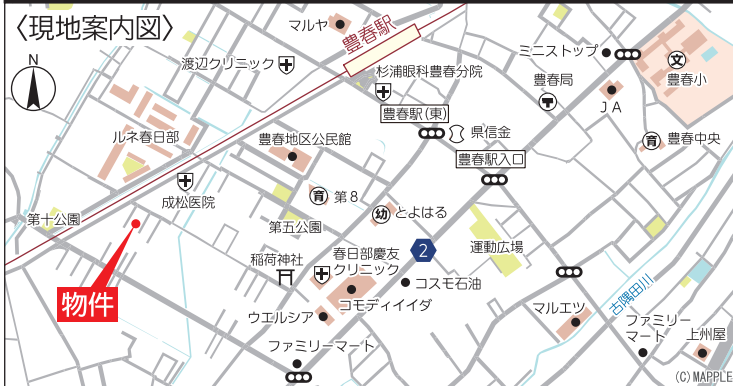 〈現地案内図〉
N
マルヤ
豊春駅
渡辺クリニック
杉浦眼科豊春分院
ミニストップ
文
豊春小
豊春局
JA
豊春駅(東)
県信金
育
豊春中央
豊春駅入口
ルネ春日部
豊春地区公民館
成松医院
育
第8
幼
とよはる
第十公園
第五公園
2
運動広場
稲荷神社
春日部慶友
クリニック
コスモ石油
物件
コモディイイダ
ウエルシア
マルエツ
古隅田川
ファミリー
マート
上州屋
ファミリーマート
(C)MAPPLE